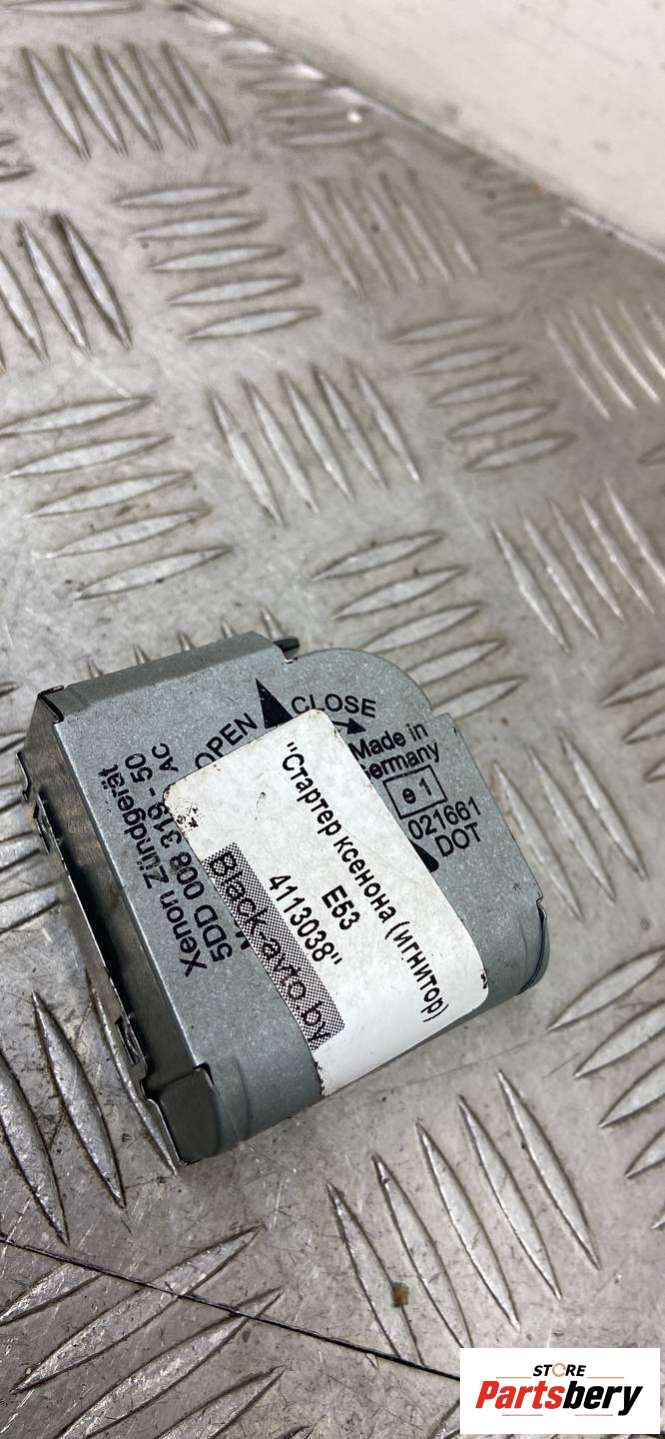 OPEN
CLOSE
Xenon Zündgerät
5DD 008 319-50
AC
Made in
Germany
e1
021661
DOT
"Стартер ксенона (игнитор)
E53
4113038"
Black-avto.by
STORE
Partsbery